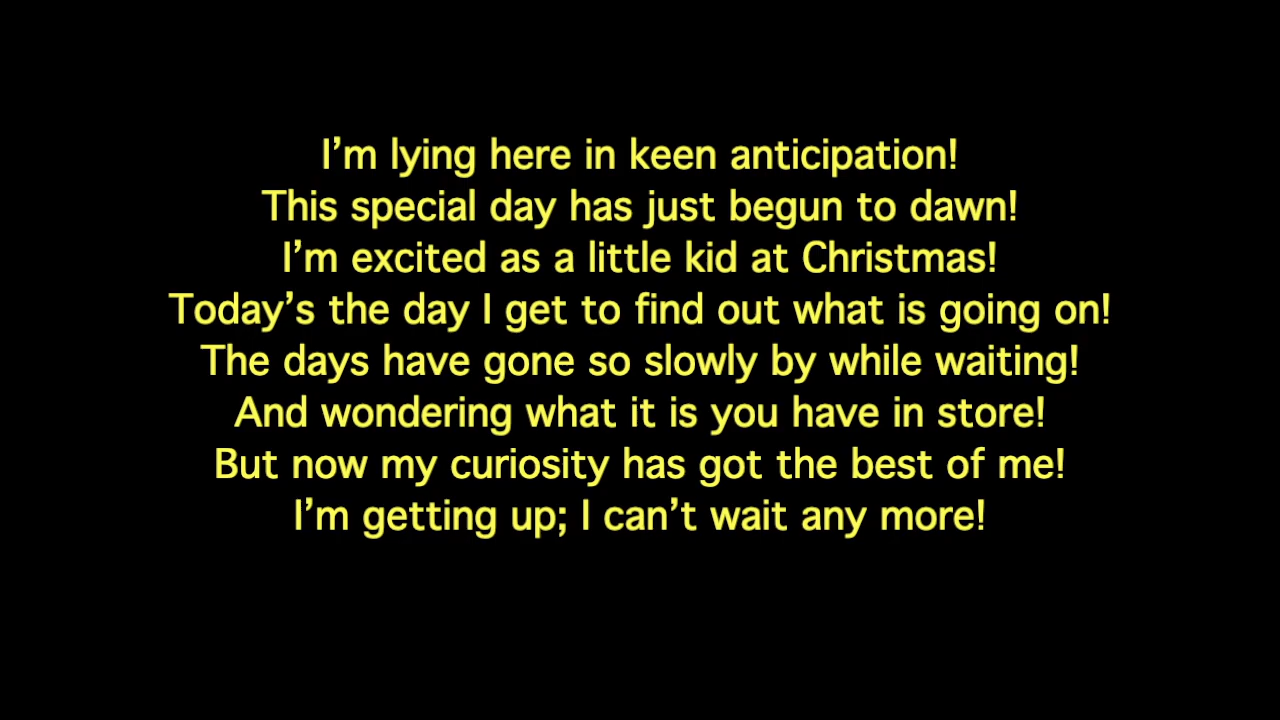 I’m lying here in keen anticipation!
This special day has just begun to dawn!
I’m excited as a little kid at Christmas!
Today’s the day I get to find out what is going on!
The days have gone so slowly by while waiting!
And wondering what it is you have in store!
But now my curiosity has got the best of me!
I’m getting up; I can’t wait any more!